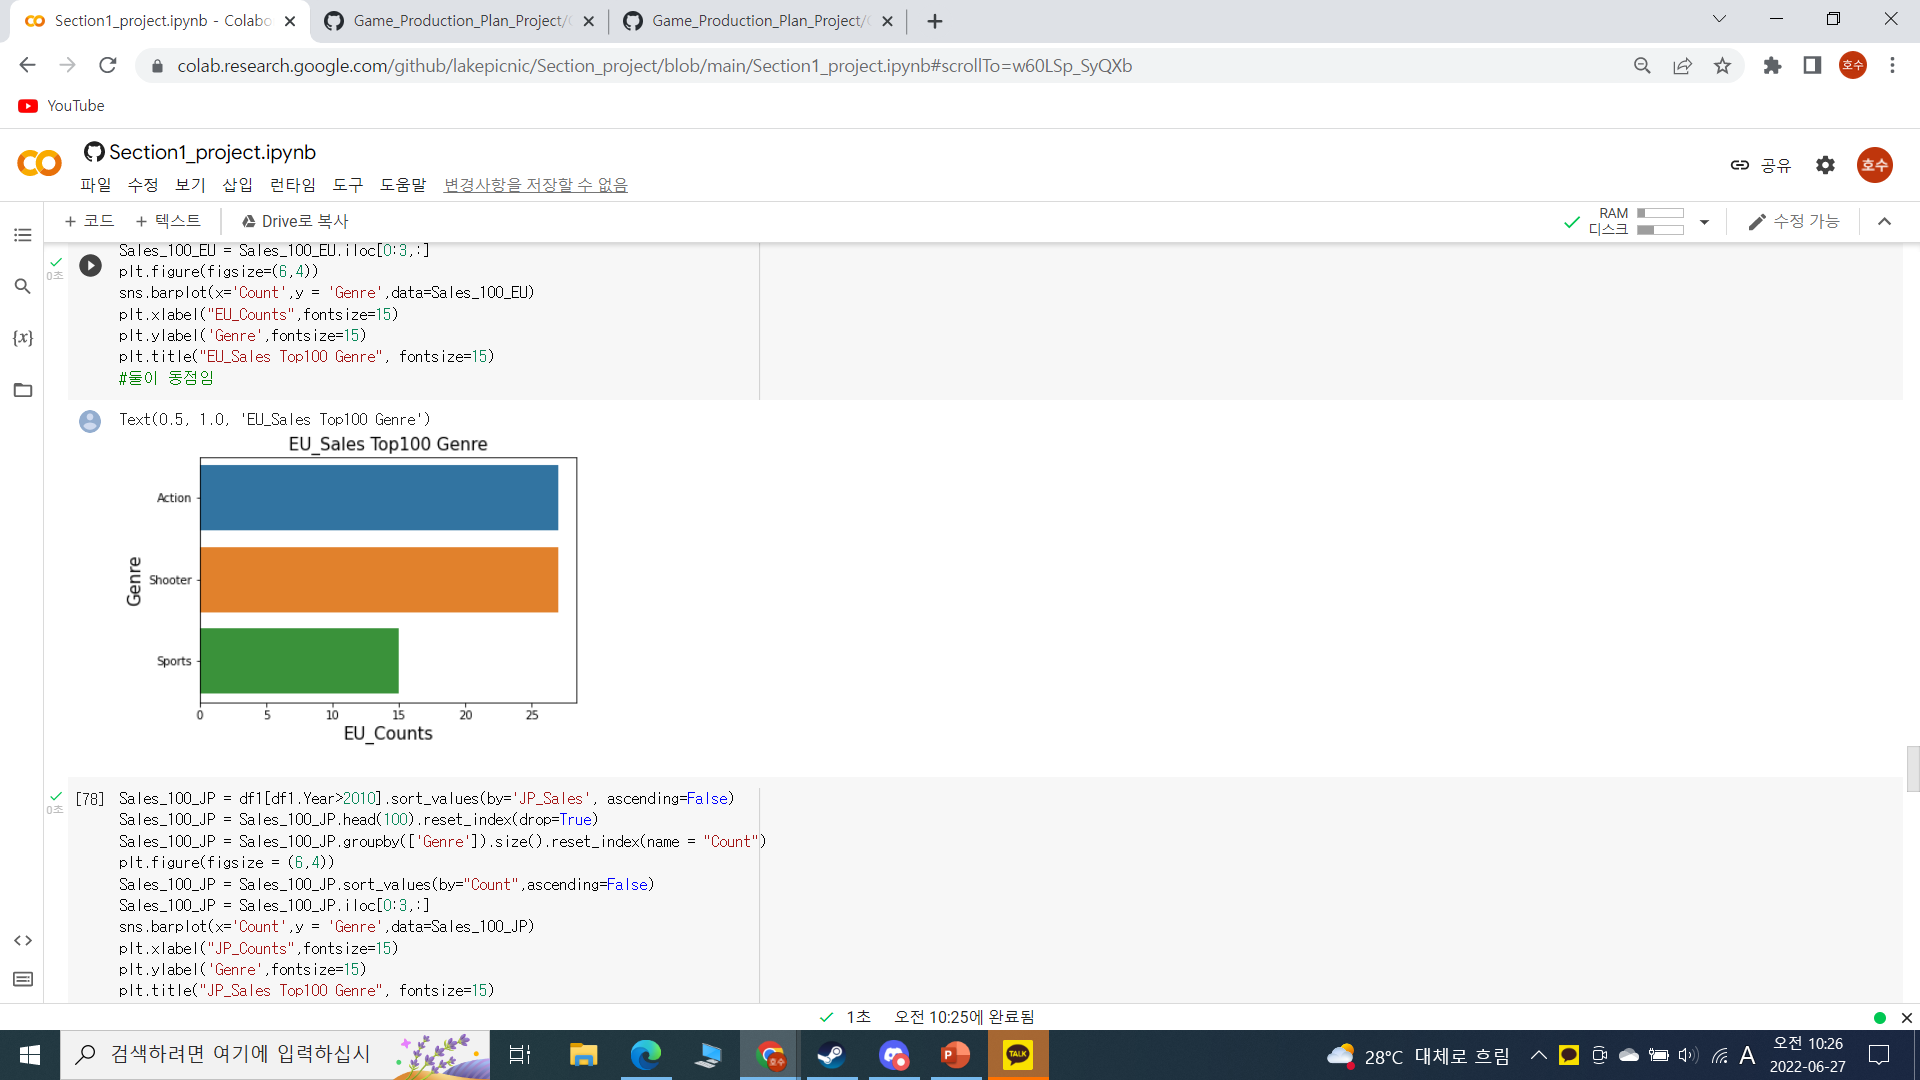 Section1_project.ipynb - Colabo
Game_Production_Plan_Project/
Game_Production_Plan_Project/
colab.research.google.com/github/lakepicnic/Section_project/blob/main/Section1_project.ipynb#scrollTo=w60LSp_SyQXb
호수
YouTube
Section1_project.ipynb
파일 수정 보기 삽입 런타임 도구 도움말 변경사항을 저장할 수 없음
공유
호수
+ 코드 + 텍스트 Drive로 복사
RAM
디스크
수정 가능
{x}
0초
Sales_100_EU = Sales_100_EU.iloc[0:3,:]
plt.figure(figsize=(6,4))
sns.barplot(x='Count',y = 'Genre',data=Sales_100_EU)
plt.xlabel("EU_Counts",fontsize=15)
plt.ylabel('Genre',fontsize=15)
plt.title("EU_Sales Top100 Genre", fontsize=15)
#둘이 동점임
Text(0.5, 1.0, 'EU_Sales Top100 Genre')
EU_Sales Top100 Genre
Genre
Action
Shooter
Sports
0 5 10 15 20 25
EU_Counts
0초
[78] Sales_100_JP = df1[df1.Year>2010].sort_values(by='JP_Sales', ascending=False)
Sales_100_JP = Sales_100_JP.head(100).reset_index(drop=True)
Sales_100_JP = Sales_100_JP.groupby(['Genre']).size().reset_index(name = "Count")
plt.figure(figsize = (6,4))
Sales_100_JP = Sales_100_JP.sort_values(by="Count",ascending=False)
Sales_100_JP = Sales_100_JP.iloc[0:3,:]
sns.barplot(x='Count',y = 'Genre',data=Sales_100_JP)
plt.xlabel("JP_Counts",fontsize=15)
plt.ylabel('Genre',fontsize=15)
plt.title("JP_Sales Top100 Genre", fontsize=15)
1초 오전 10:25에 완료됨
검색하려면 여기에 입력하십시
호수
TALK
28°C 대체로 흐림
A
오전 10:26
2022-06-27